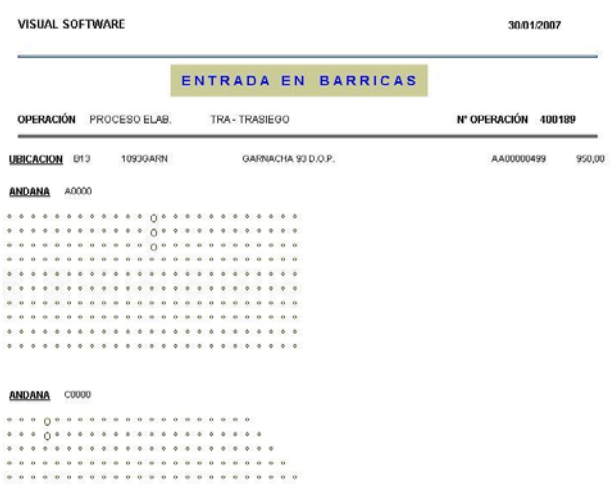 VISUAL SOFTWARE 30/01/2007
ENTRADA EN BARRICAS
OPERACIÓN PROCESO ELAB. TRA - TRASIEGO Nº OPERACIÓN 400189
UBICACION B13 1093GARN GARNACHA 93 D.O.P. AA00000499 950,00
ANDANA A0000
ANDANA C0000